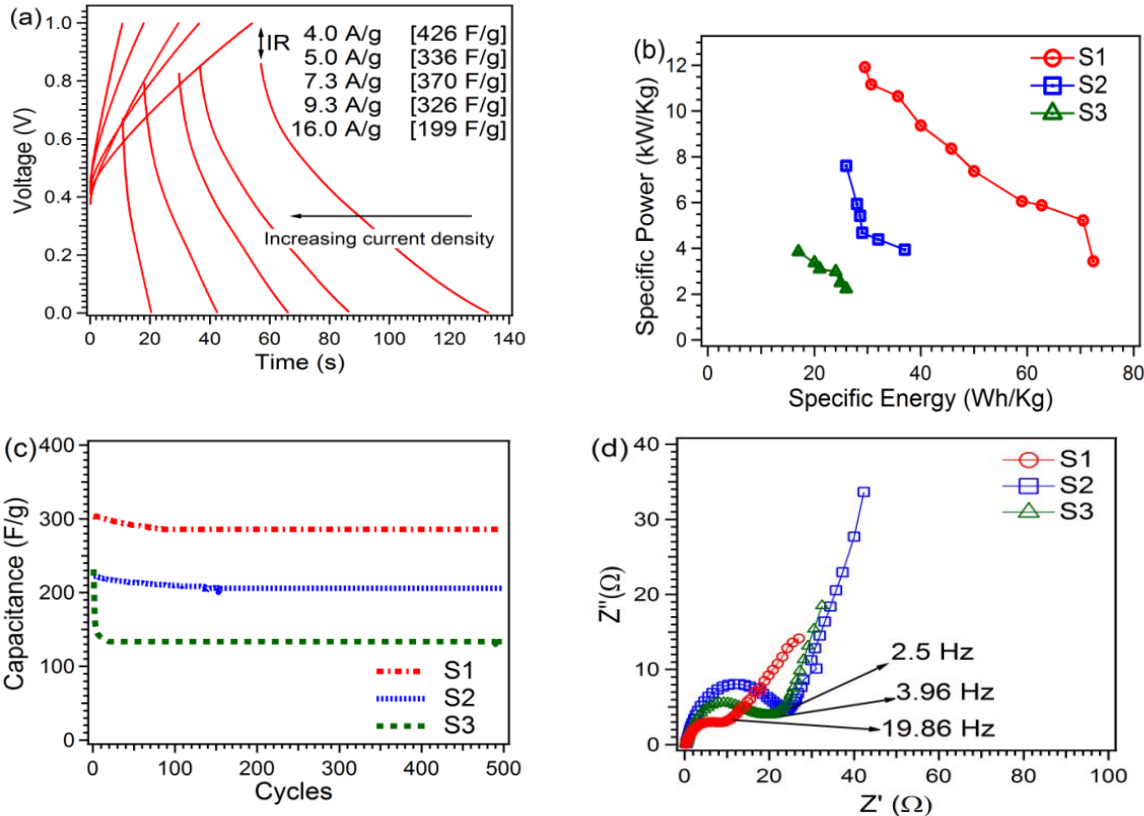 (a)
1.0
0.8
0.6
0.4
0.2
0.0
Voltage (V)
IR
4.0 A/g [426 F/g]
5.0 A/g [336 F/g]
7.3 A/g [370 F/g]
9.3 A/g [326 F/g]
16.0 A/g [199 F/g]
Increasing current density
0 20 40 60 80 100 120 140
Time (s)
(b)
12
10
8
6
4
2
0
Specific Power (kW/Kg)
S1
S2
S3
0 20 40 60 80
Specific Energy (Wh/Kg)
(c)
400
300
200
100
0
Capacitance (F/g)
S1
S2
S3
0 100 200 300 400 500
Cycles
(d)
40
30
20
10
0
Z"(Ω)
S1
S2
S3
2.5 Hz
3.96 Hz
19.86 Hz
0 20 40 60 80 100
Z' (Ω)